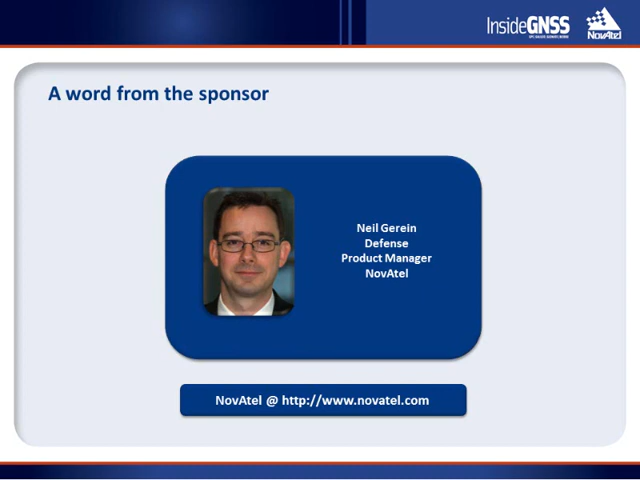 InsideGNSS
NovAtel
A word from the sponsor
Neil Gerein
Defense
Product Manager
NovAtel
NovAtel @ http://www.novatel.com